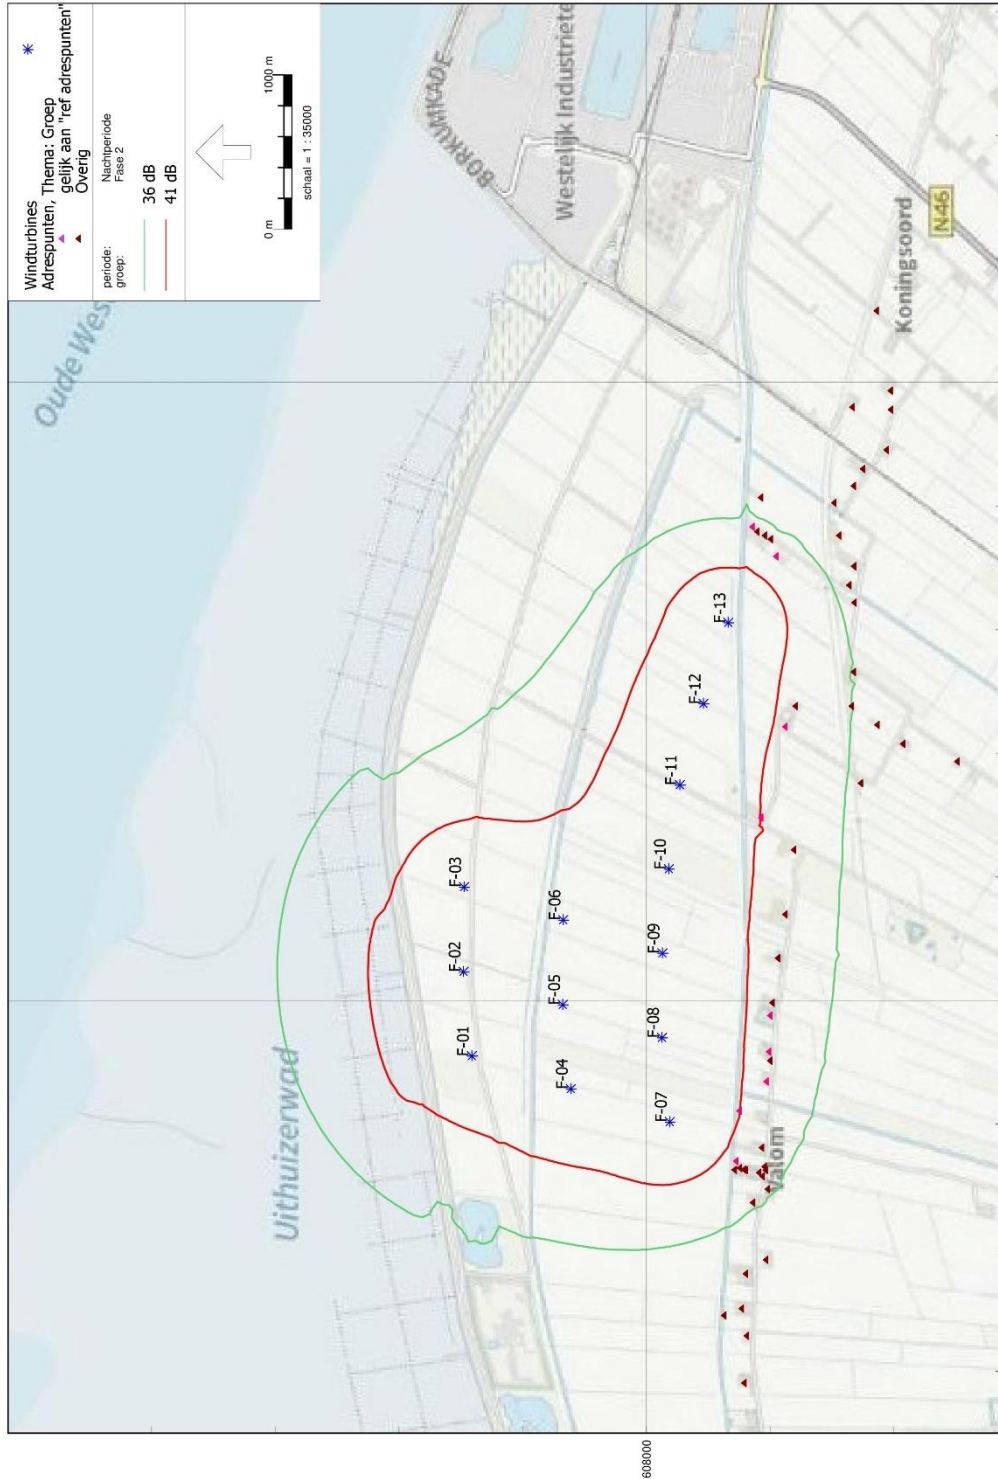 Windturbines
Adrespunten, Thema: Groep
gelijk aan "ref adrespunten"
Overig
periode: Nachtperiode
groep: Fase 2
36 dB
41 dB
0 m 1000 m
schaal = 1 : 35000
Oude Wes
BORKUMKADE
Westelijk Industriete
Uithuizerwad
Koningsoord
N46
Valom
F-01
F-02
F-03
F-04
F-05
F-06
F-07
F-08
F-09
F-10
F-11
F-12
F-13
608000